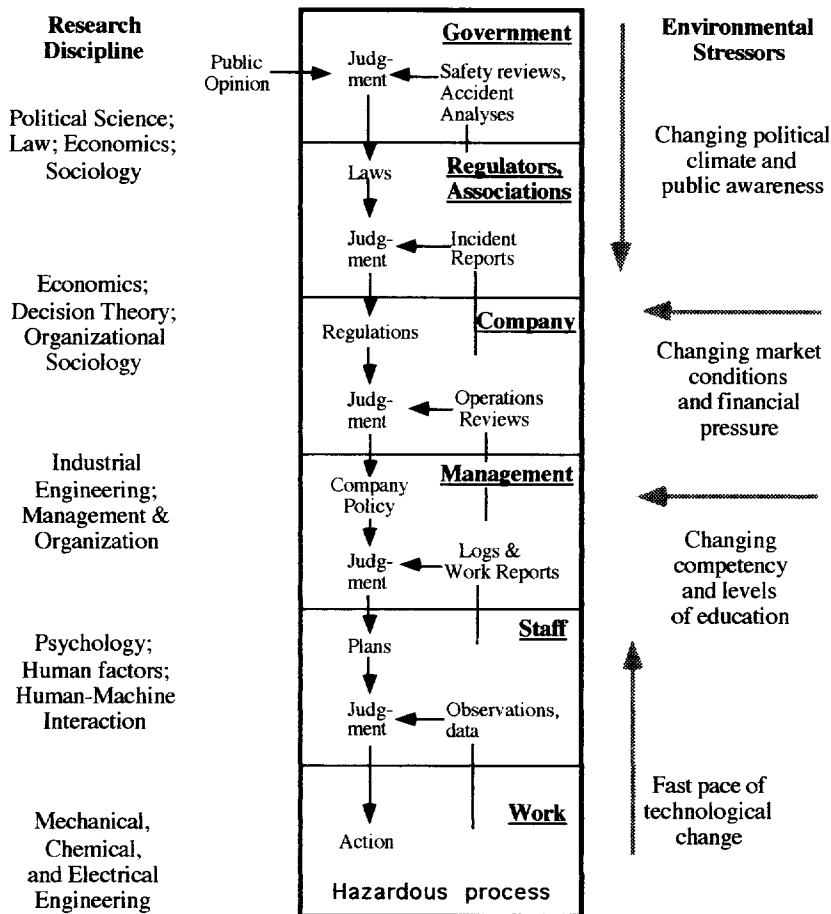 Research
Discipline
Government
Environmental
Stressors
Public
Opinion
Judg-
ment
Safety reviews,
Accident
Analyses
Political Science;
Law; Economics;
Sociology
Changing political
climate and
public awareness
Regulators,
Associations
Laws
Judg-
ment
Incident
Reports
Economics;
Decision Theory;
Organizational
Sociology
Company
Regulations
Changing market
conditions
and financial
pressure
Judg-
ment
Operations
Reviews
Industrial
Engineering;
Management &
Organization
Management
Company
Policy
Judg-
ment
Logs &
Work Reports
Changing
competency
and levels
of education
Psychology;
Human factors;
Human-Machine
Interaction
Staff
Plans
Judg-
ment
Observations,
data
Fast pace of
technological
change
Work
Action
Mechanical,
Chemical,
and Electrical
Engineering
Hazardous process